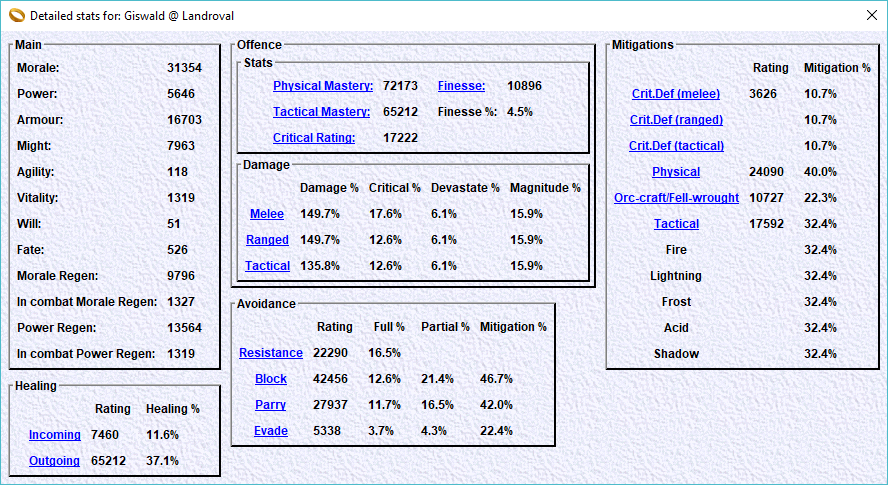 Detailed stats for: Giswald @ Landroval
Main
Morale: 31354
Power: 5646
Armour: 16703
Might: 7963
Agility: 118
Vitality: 1319
Will: 51
Fate: 526
Morale Regen: 9796
In combat Morale Regen: 1327
Power Regen: 13564
In combat Power Regen: 1319
Healing
Rating Healing %
Incoming 7460 11.6%
Outgoing 65212 37.1%
Offence
Stats
Physical Mastery: 72173 Finesse: 10896
Tactical Mastery: 65212 Finesse %: 4.5%
Critical Rating: 17222
Damage
Damage % Critical % Devastate % Magnitude %
Melee 149.7% 17.6% 6.1% 15.9%
Ranged 149.7% 12.6% 6.1% 15.9%
Tactical 135.8% 12.6% 6.1% 15.9%
Avoidance
Rating Full % Partial % Mitigation %
Resistance 22290 16.5%
Block 42456 12.6% 21.4% 46.7%
Parry 27937 11.7% 16.5% 42.0%
Evade 5338 3.7% 4.3% 22.4%
Mitigations
Rating Mitigation %
Crit.Def (melee) 3626 10.7%
Crit.Def (ranged) 10.7%
Crit.Def (tactical) 10.7%
Physical 24090 40.0%
Orc-craft/Fell-wrought 10727 22.3%
Tactical 17592 32.4%
Fire 32.4%
Lightning 32.4%
Frost 32.4%
Acid 32.4%
Shadow 32.4%